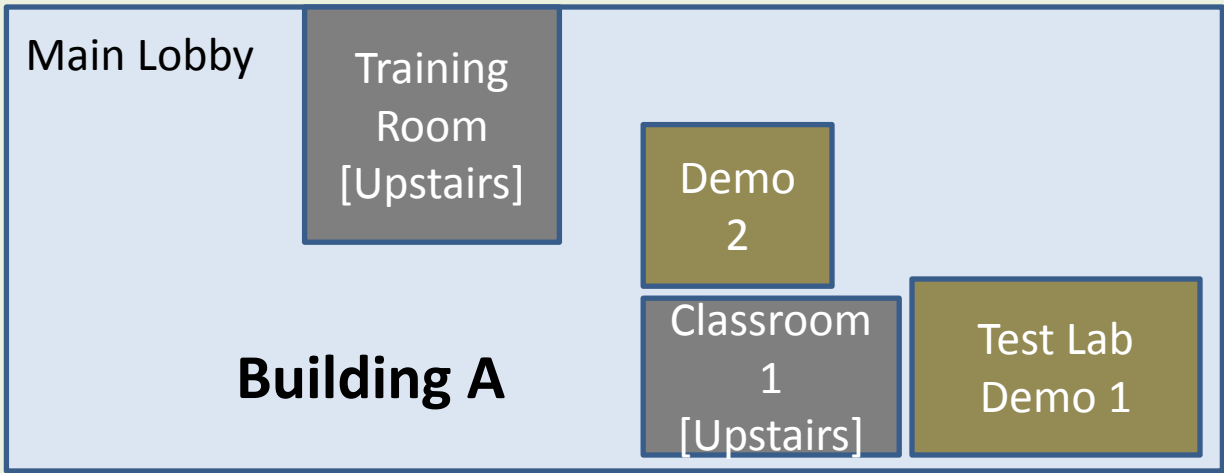 Main Lobby
Training
Room
[Upstairs]
Demo
2
Classroom
1
[Upstairs]
Test Lab
Demo 1
Building A